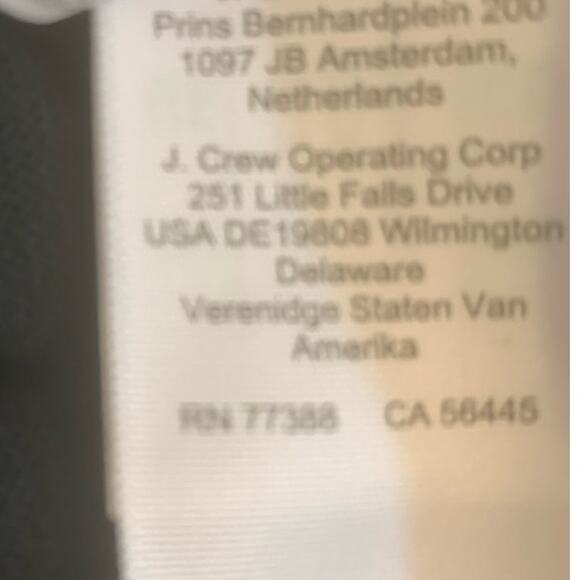 Prins Bernhardplein 200
1097 JB Amsterdam,
Netherlands
J. Crew Operating Corp
251 Little Falls Drive
USA DE19808 Wilmington
Delaware
Verenidge Staten Van
Amerika
RN 77388 CA 56445